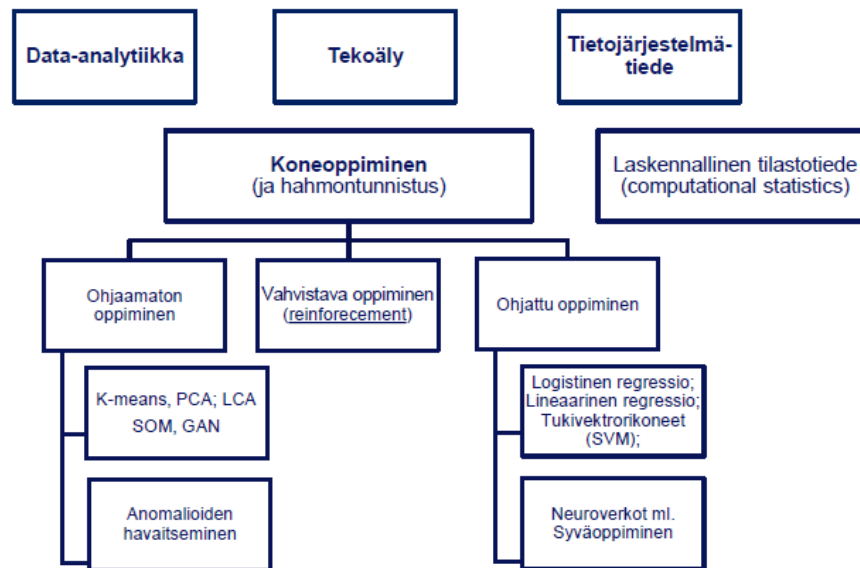 Data-analytiikka
Tekoäly
Tietojärjestelmä-
tiede
Koneoppiminen
(ja hahmontunnistus)
Laskennallinen tilastotiede
(computational statistics)
Ohjaamaton
oppiminen
Vahvistava oppiminen
(reinforecement)
Ohjattu oppiminen
K-means, PCA; LCA
SOM, GAN
Logistinen regressio;
Lineaarinen regressio;
Tukivektrorikoneet
(SVM);
Anomalioiden
havaitseminen
Neuroverkot ml.
Syväoppiminen